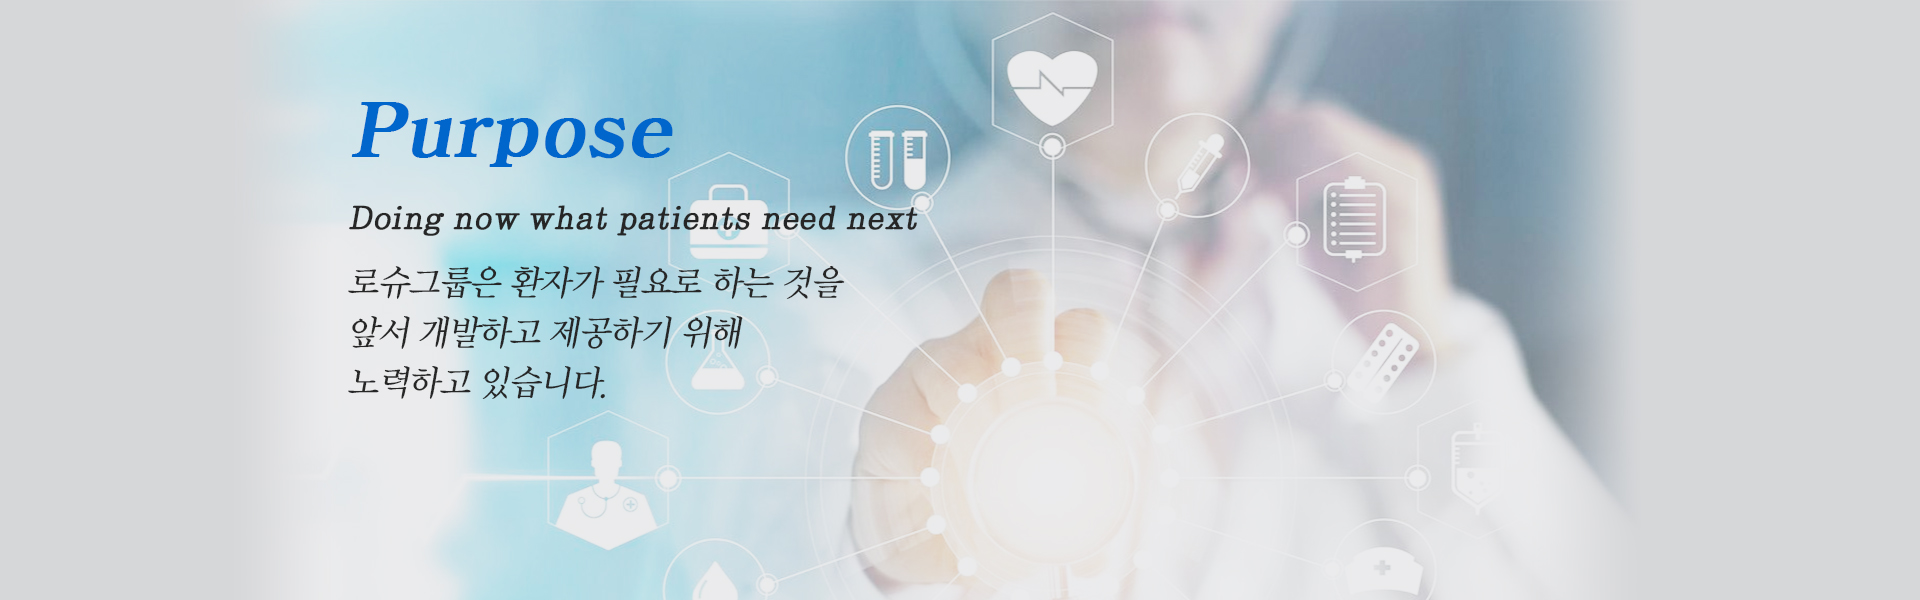 Purpose
Doing now what patients need next
로슈그룹은 환자가 필요로 하는 것을
앞서 개발하고 제공하기 위해
노력하고 있습니다.